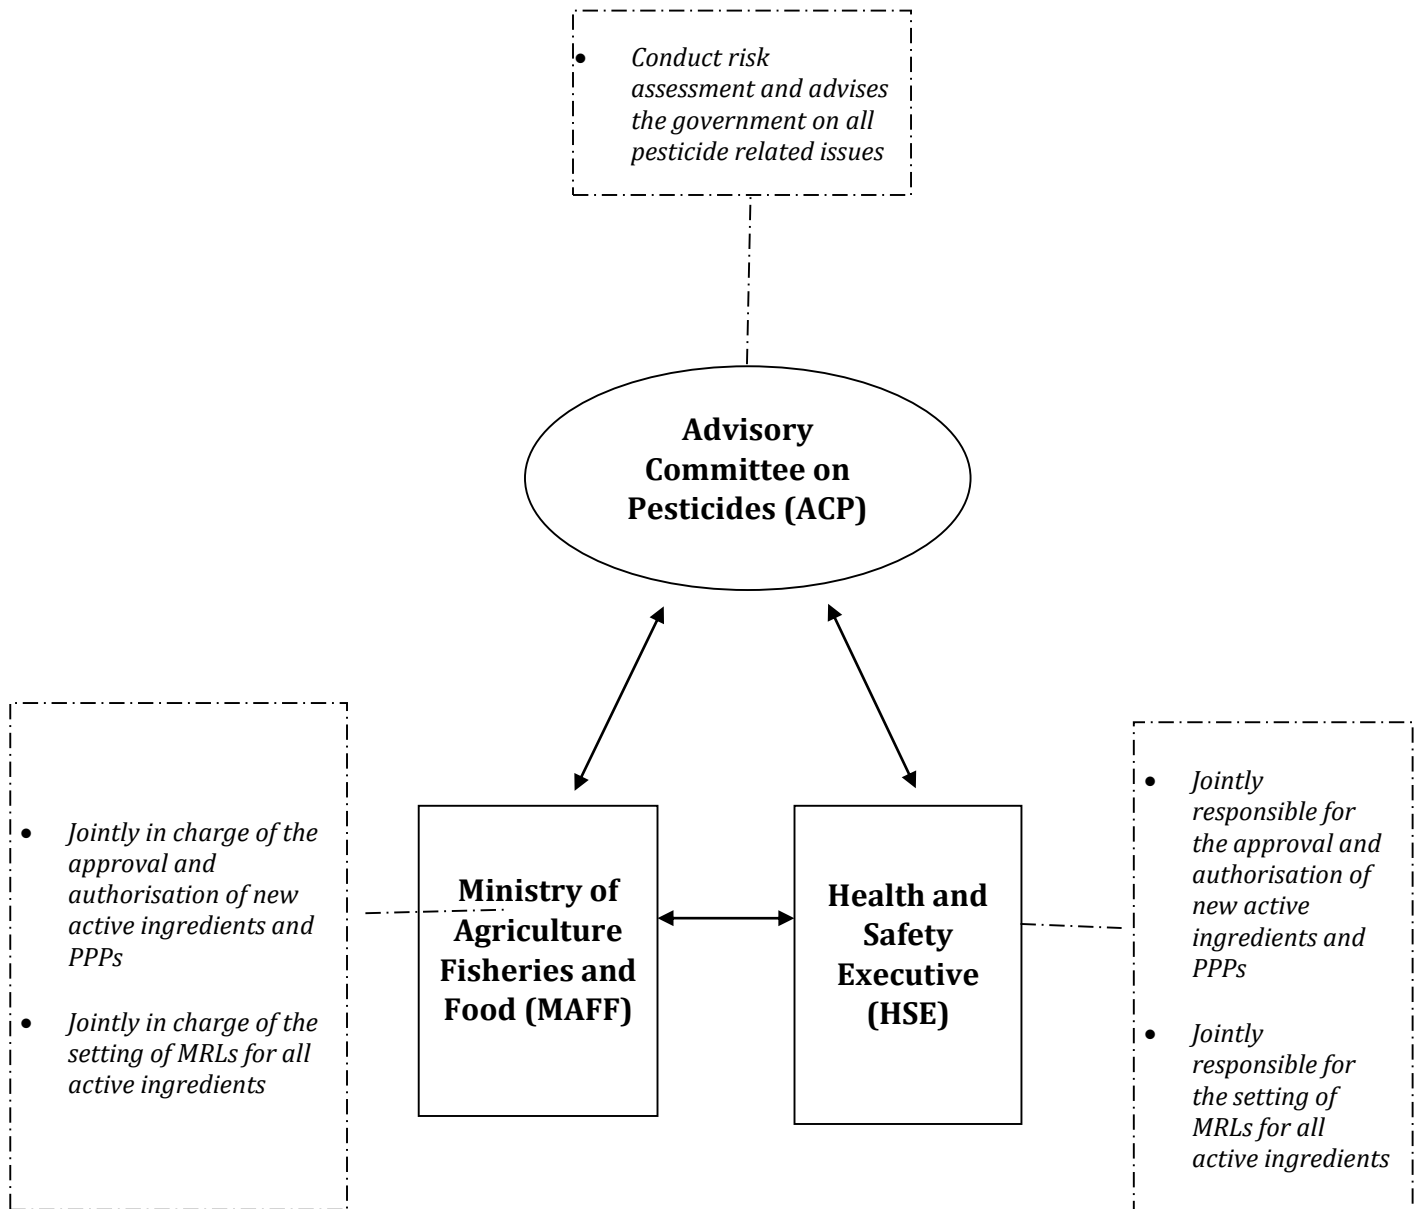 • Conduct risk
assessment and advises
the government on all
pesticide related issues
Advisory
Committee on
Pesticides (ACP)
• Jointly in charge of the
approval and
authorisation of new
active ingredients and
PPPs
• Jointly in charge of the
setting of MRLs for all
active ingredients
Ministry of
Agriculture
Fisheries and
Food (MAFF)
Health and
Safety
Executive
(HSE)
• Jointly
responsible for
the approval and
authorisation of
new active
ingredients and
PPPs
• Jointly
responsible for
the setting of
MRLs for all
active ingredients